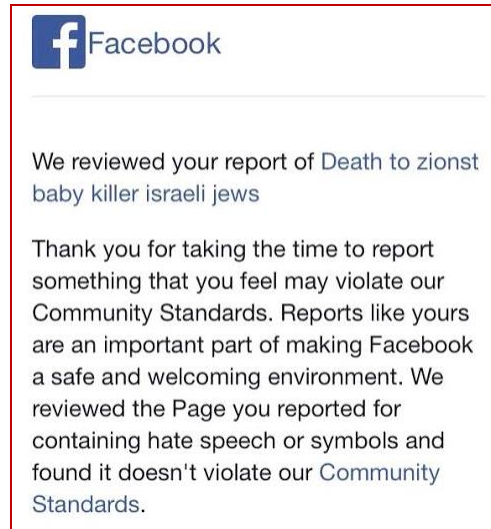 Facebook
We reviewed your report of Death to zionst
baby killer israeli jews
Thank you for taking the time to report
something that you feel may violate our
Community Standards. Reports like yours
are an important part of making Facebook
a safe and welcoming environment. We
reviewed the Page you reported for
containing hate speech or symbols and
found it doesn't violate our Community
Standards.